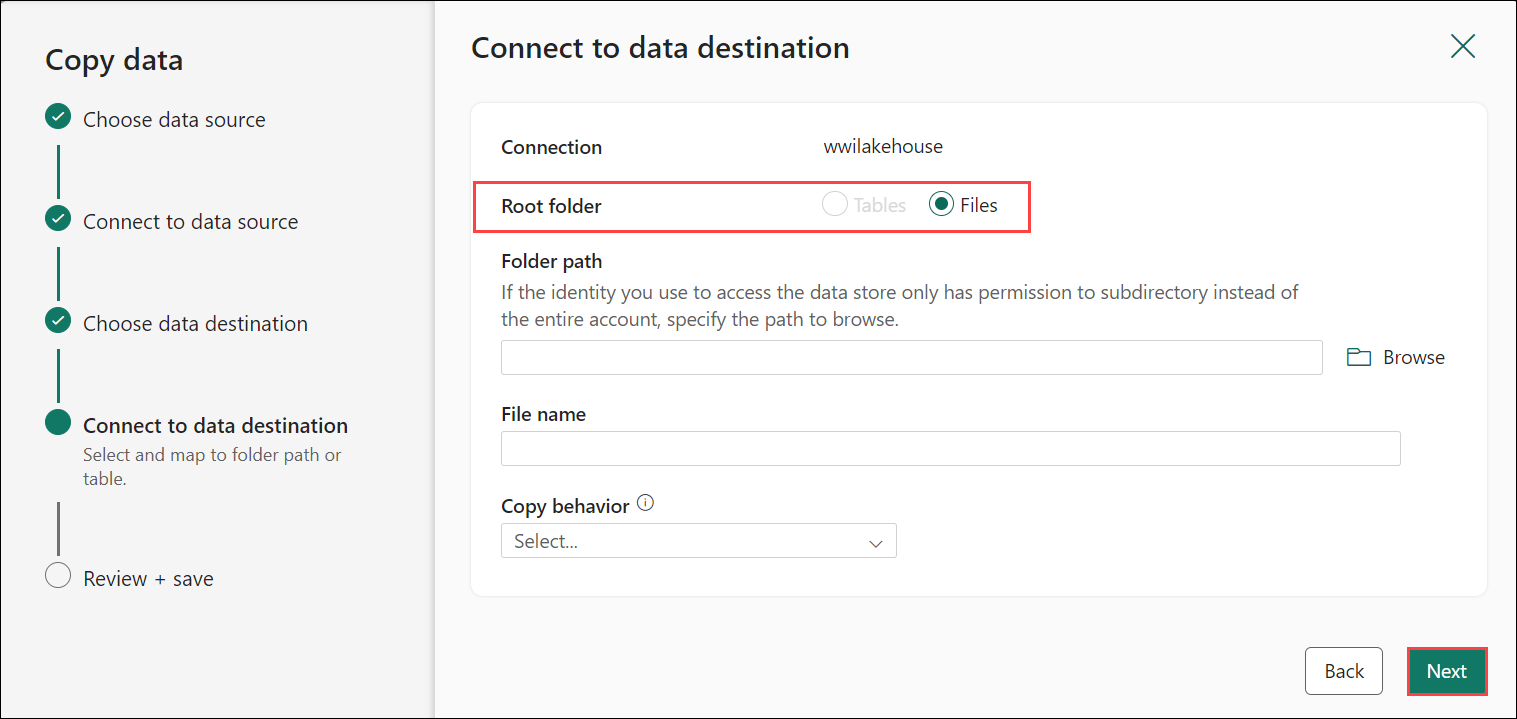 Copy data
Choose data source
Connect to data source
Choose data destination
Connect to data destination
Select and map to folder path or
table.
Review + save
Connect to data destination
Connection wwilakehouse
Root folder Tables Files
Folder path
If the identity you use to access the data store only has permission to subdirectory instead of
the entire account, specify the path to browse.
Browse
File name
Copy behavior
Select...
Back Next